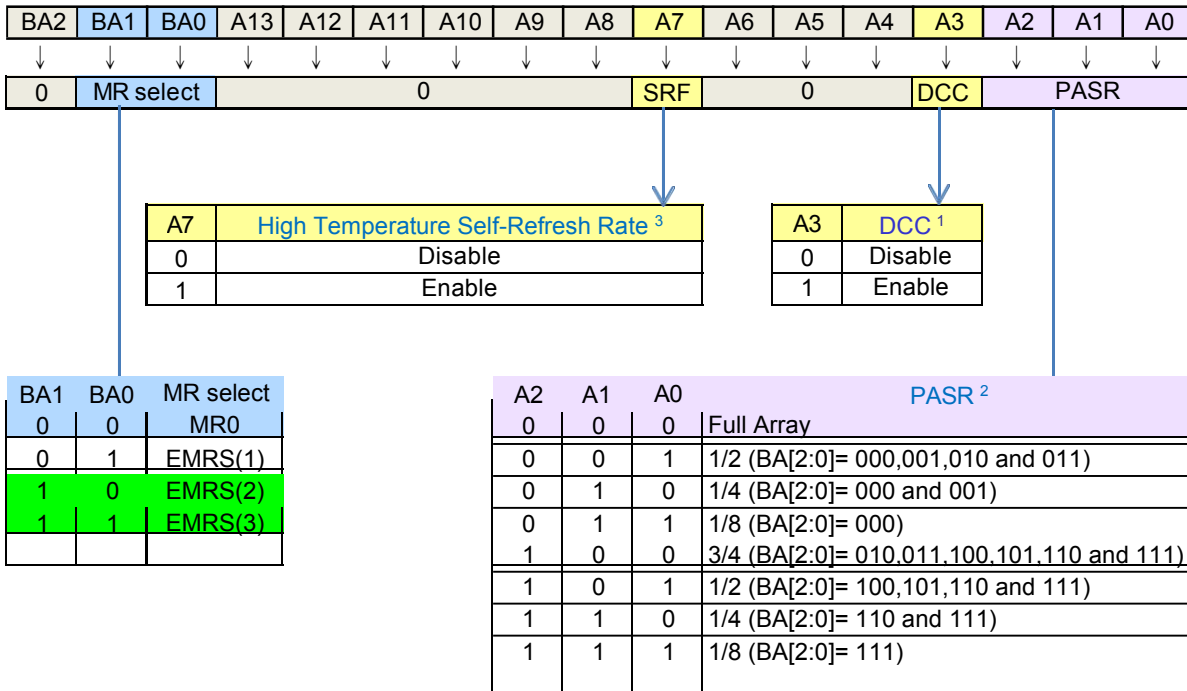 BA2 BA1 BA0 A13 A12 A11 A10 A9 A8 A7 A6 A5 A4 A3 A2 A1 A0
0 MR select 0 SRF 0 DCC PASR
A7 High Temperature Self-Refresh Rate 3
0 Disable
1 Enable
A3 DCC 1
0 Disable
1 Enable
BA1 BA0 MR select
0 0 MR0
0 1 EMRS(1)
1 0 EMRS(2)
1 1 EMRS(3)
A2 A1 A0 PASR 2
0 0 0 Full Array
0 0 1 1/2 (BA[2:0]= 000,001,010 and 011)
0 1 0 1/4 (BA[2:0]= 000 and 001)
0 1 1 1/8 (BA[2:0]= 000)
1 0 0 3/4 (BA[2:0]= 010,011,100,101,110 and 111)
1 0 1 1/2 (BA[2:0]= 100,101,110 and 111)
1 1 0 1/4 (BA[2:0]= 110 and 111)
1 1 1 1/8 (BA[2:0]= 111)